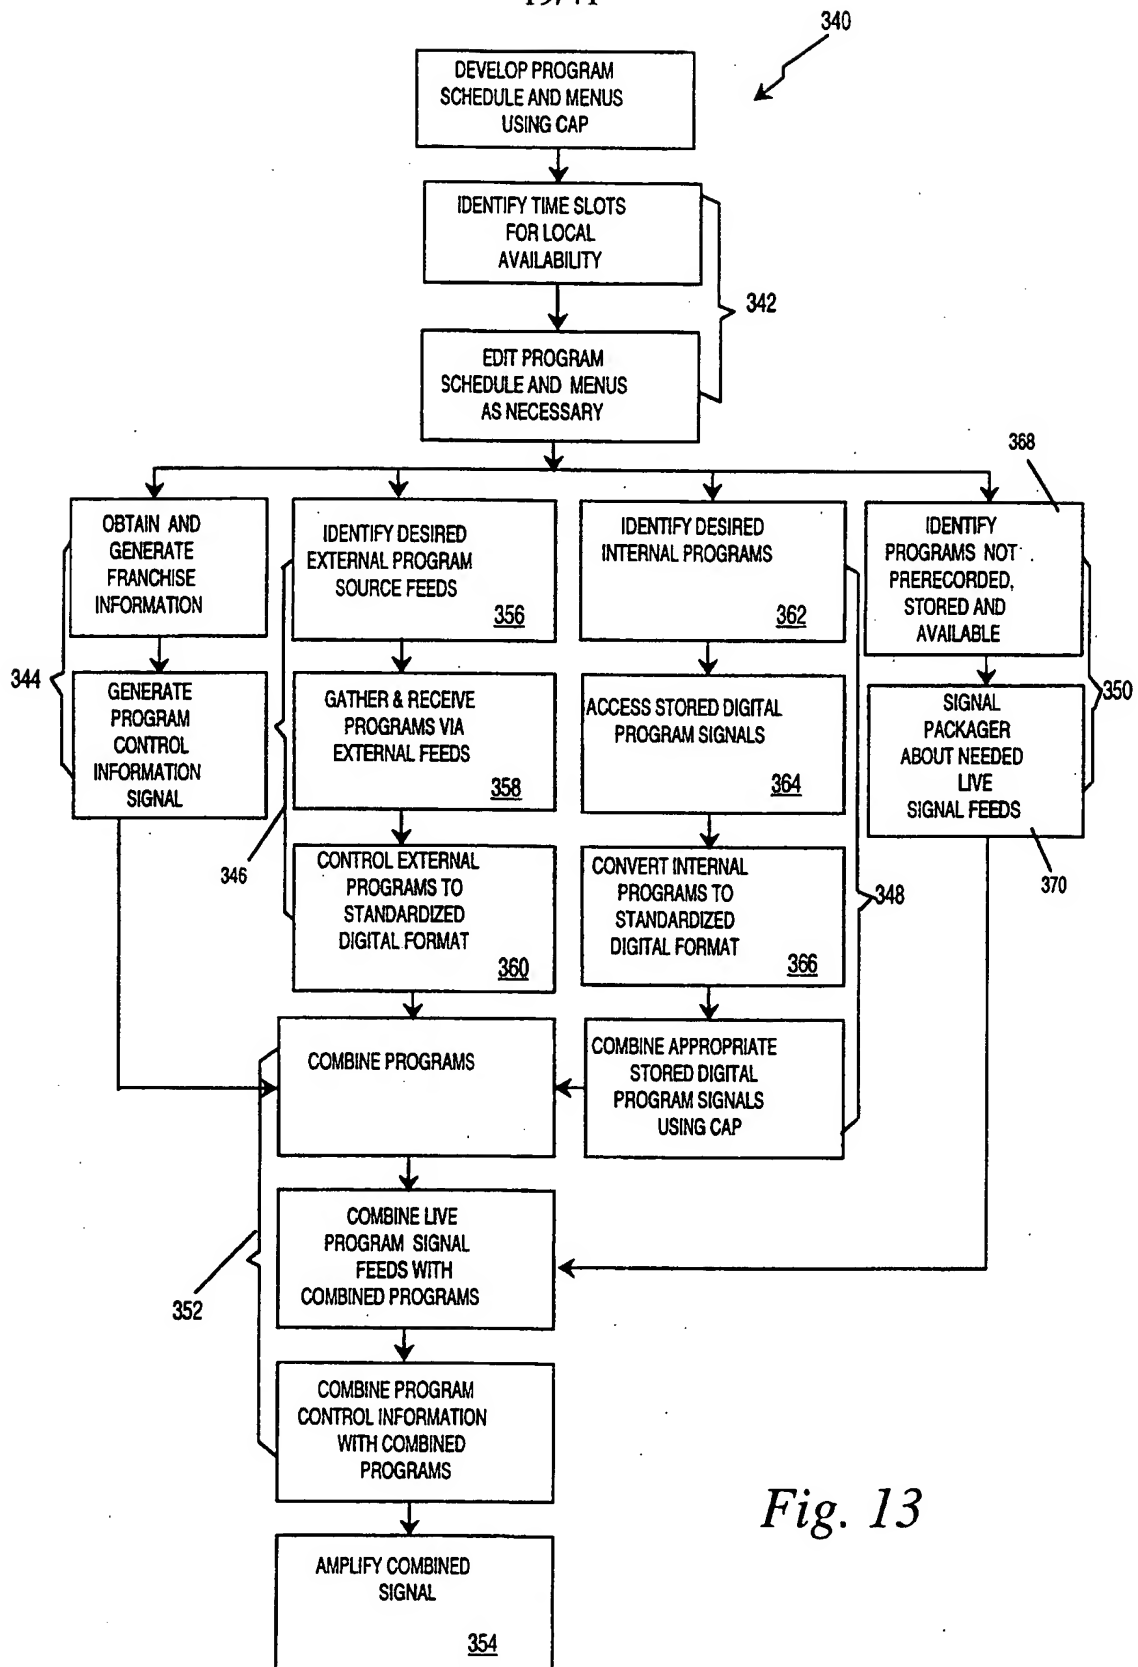 340
DEVELOP PROGRAM
SCHEDULE AND MENUS
USING CAP
IDENTIFY TIME SLOTS
FOR LOCAL
AVAILABILITY
342
EDIT PROGRAM
SCHEDULE AND MENUS
AS NECESSARY
368
OBTAIN AND
GENERATE
FRANCHISE
INFORMATION
IDENTIFY DESIRED
EXTERNAL PROGRAM
SOURCE FEEDS
356
IDENTIFY DESIRED
INTERNAL PROGRAMS
362
IDENTIFY
PROGRAMS NOT
PRERECORDED,
STORED AND
AVAILABLE
344
350
GENERATE
PROGRAM
CONTROL
INFORMATION
SIGNAL
GATHER & RECEIVE
PROGRAMS VIA
EXTERNAL FEEDS
358
ACCESS STORED DIGITAL
PROGRAM SIGNALS
364
SIGNAL
PACKAGER
ABOUT NEEDED
LIVE
SIGNAL FEEDS
346
370
CONTROL EXTERNAL
PROGRAMS TO
STANDARDIZED
DIGITAL FORMAT
360
CONVERT INTERNAL
PROGRAMS TO
STANDARDIZED
DIGITAL FORMAT
366
348
COMBINE PROGRAMS
COMBINE APPROPRIATE
STORED DIGITAL
PROGRAM SIGNALS
USING CAP
COMBINE LIVE
PROGRAM SIGNAL
FEEDS WITH
COMBINED PROGRAMS
352
COMBINE PROGRAM
CONTROL INFORMATION
WITH COMBINED
PROGRAMS
Fig. 13
AMPLIFY COMBINED
SIGNAL
354